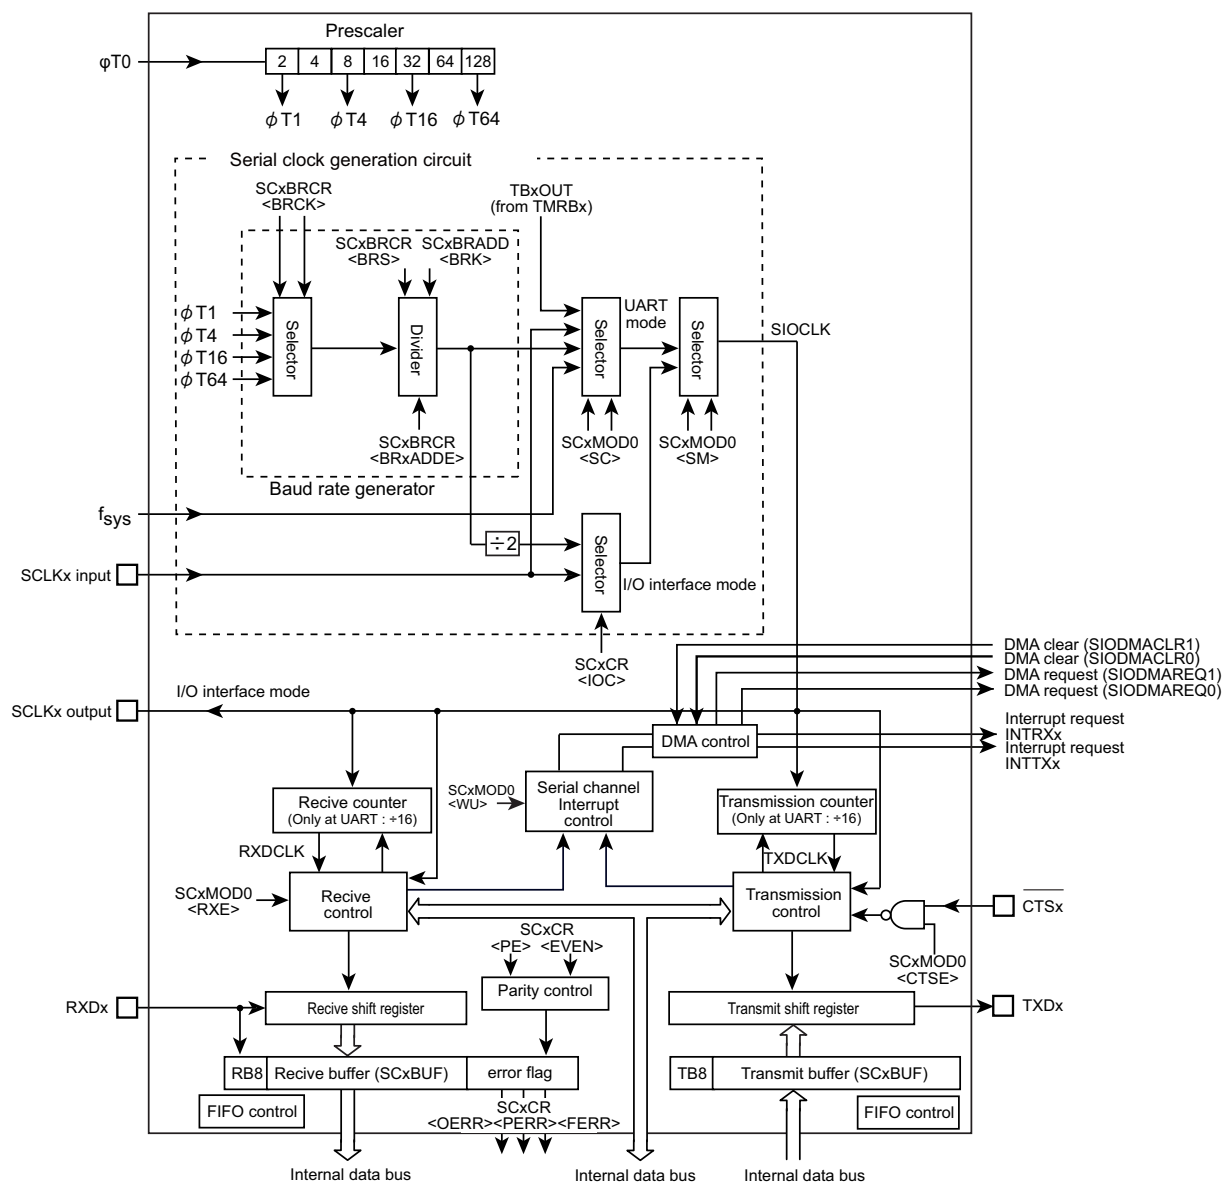 Prescaler
φT0
2 4 8 16 32 64 128
ϕT1 ϕT4 ϕT16 ϕT64
Serial clock generation circuit
SCxBRCR
<BRCK>
TBxOUT
(from TMRBx)
SCxBRCR
<BRS>
SCxBRADD
<BRK>
ϕT1
ϕT4
ϕT16
ϕT64
Selector
Divider
Selector
UART
mode
Selector
SIOCLK
SCxBRCR
<BRxADDE>
SCxMOD0
<SC>
SCxMOD0
<SM>
Baud rate generator
fsys
÷2
Selector
SCLKx input
I/O interface mode
SCxCR
<IOC>
DMA clear (SIODMACLR1)
DMA clear (SIODMACLR0)
DMA request (SIODMAREQ1)
DMA request (SIODMAREQ0)
I/O interface mode
SCLKx output
Interrupt request
INTRXx
Interrupt request
INTTXx
DMA control
SCxMOD0
<WU>
Serial channel
Interrupt
control
Recive counter
(Only at UART : ÷16)
Transmission counter
(Only at UART : ÷16)
RXDCLK
TXDCLK
SCxMOD0
<RXE>
Recive
control
Transmission
control
CTSx
SCxMOD0
<CTSE>
SCxCR
<PE> <EVEN>
Parity control
RXDx
Recive shift register
Transmit shift register
TXDx
RB8 Recive buffer (SCxBUF) error flag
TB8 Transmit buffer (SCxBUF)
FIFO control
SCxCR
<OERR><PERR><FERR>
FIFO control
Internal data bus
Internal data bus
Internal data bus